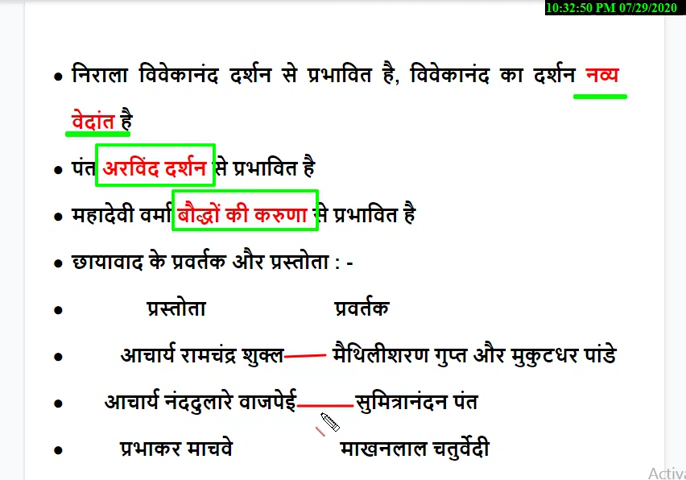 10:32:50 PM 07/29/2020
• निराला विवेकानंद दर्शन से प्रभावित है, विवेकानंद का दर्शन नव्य
वेदांत है
• पंत अरविंद दर्शन से प्रभावित है
• महादेवी वर्मा बौद्धों की करुणा से प्रभावित है
• छायावाद के प्रवर्तक और प्रस्तोता : -
• प्रस्तोता प्रवर्तक
• आचार्य रामचंद्र शुक्ल मैथिलीशरण गुप्त और मुकुटधर पांडे
• आचार्य नंददुलारे वाजपेई सुमित्रानंदन पंत
• प्रभाकर माचवे माखनलाल चतुर्वेदी
Activa